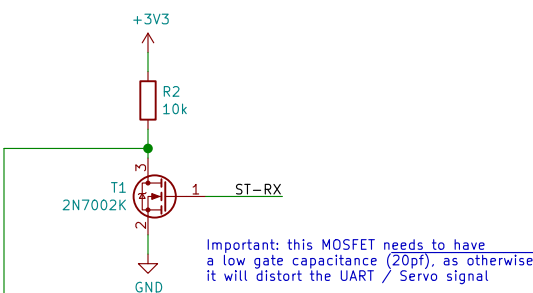 +3V3
R2
10k
3
T1
2N7002K
1
ST-RX
2
Important: this MOSFET needs to have
a low gate capacitance (20pf), as otherwise
it will distort the UART / Servo signal
GND